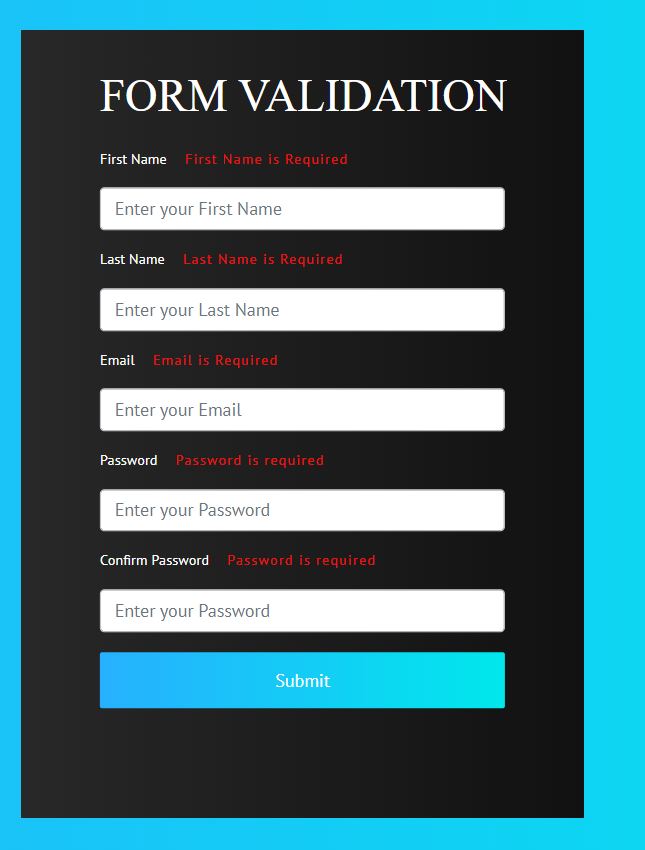 FORM VALIDATION
First Name First Name is Required
Enter your First Name
Last Name Last Name is Required
Enter your Last Name
Email Email is Required
Enter your Email
Password Password is required
Enter your Password
Confirm Password Password is required
Enter your Password
Submit